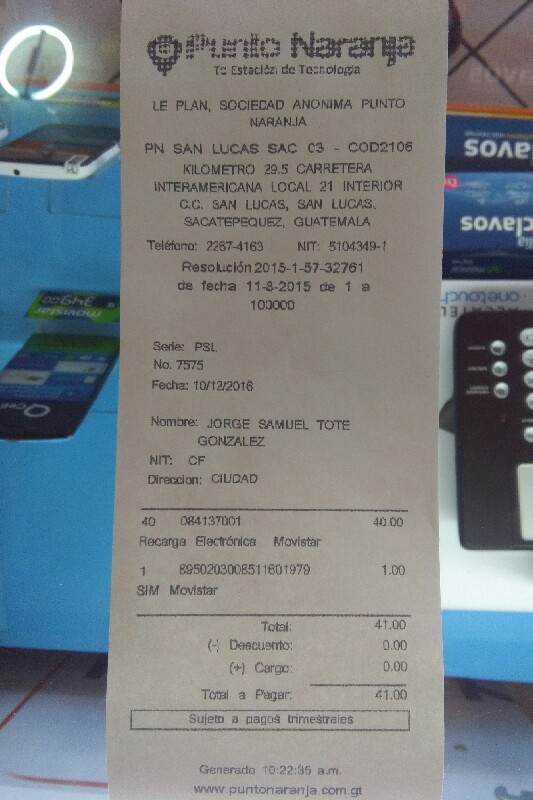 Punto Naranja
Tu Estación de Tecnología
LE PLAN, SOCIEDAD ANONIMA PUNTO
NARANJA
PN SAN LUCAS SAC 03 - COD2106
KILOMETRO 29.5 CARRETERA
INTERAMERICANA LOCAL 21 INTERIOR
C.C. SAN LUCAS, SAN LUCAS,
SACATEPEQUEZ, GUATEMALA
Teléfono: 2267-4163 NIT: 5104349-1
Resolución 2015-1-57-32761
de fecha 11-8-2015 de 1 a
100000
Serie: PSL
No. 7575
Fecha: 10/12/2016
Nombre: JORGE SAMUEL TOTE
GONZALEZ
NIT: CF
Direccion: CIUDAD
40 084137001 40.00
Recarga Electrónica Movistar
1 8950203008511601979 1.00
SIM Movistar
Total: 41.00
(-) Descuento: 0.00
(+) Cargo: 0.00
Total a Pagar: 41.00
Sujeto a pagos trimestrales
Generado 10:22:35 a.m.
www.puntonaranja.com.gt
349.00
movistar
clavos
onetouch
ALCATEL